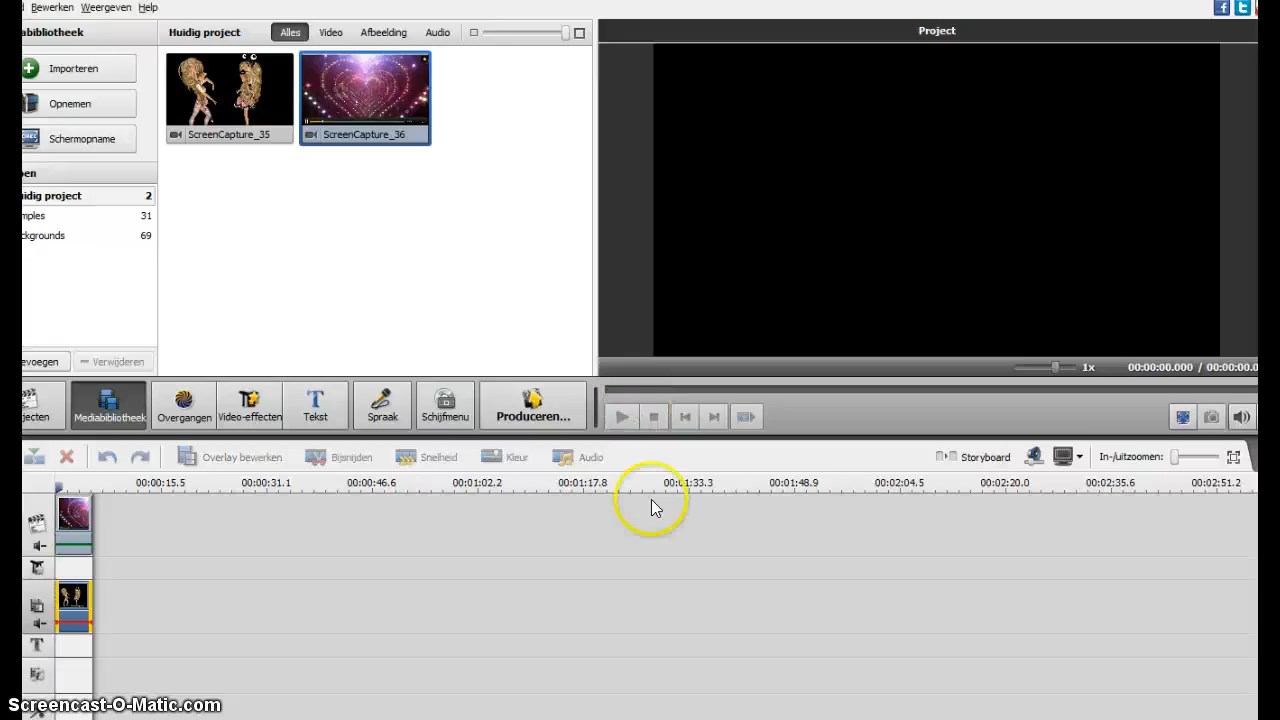 Bewerken Weergeven Help
abibliotheek
Huidig project Alles Video Afbeelding Audio
Project
Importeren
Opnemen
Schermopname
ScreenCapture_35 ScreenCapture_36
en
uidig project 2
mples 31
ckgrounds 69
evoegen Verwijderen
1x 00:00:00.000 / 00:00:00.
jecten Mediabibliotheek Overgangen Video-effecten Tekst Spraak Schijfmenu Produceren...
Overlay bewerken Bijsnijden Snelheid Kleur Audio Storyboard In-/uitzoomen:
00:00:15.5 00:00:31.1 00:00:46.6 00:01:02.2 00:01:17.8 00:01:33.3 00:01:48.9 00:02:04.5 00:02:20.0 00:02:35.6 00:02:51.2
Screencast-O-Matic.com